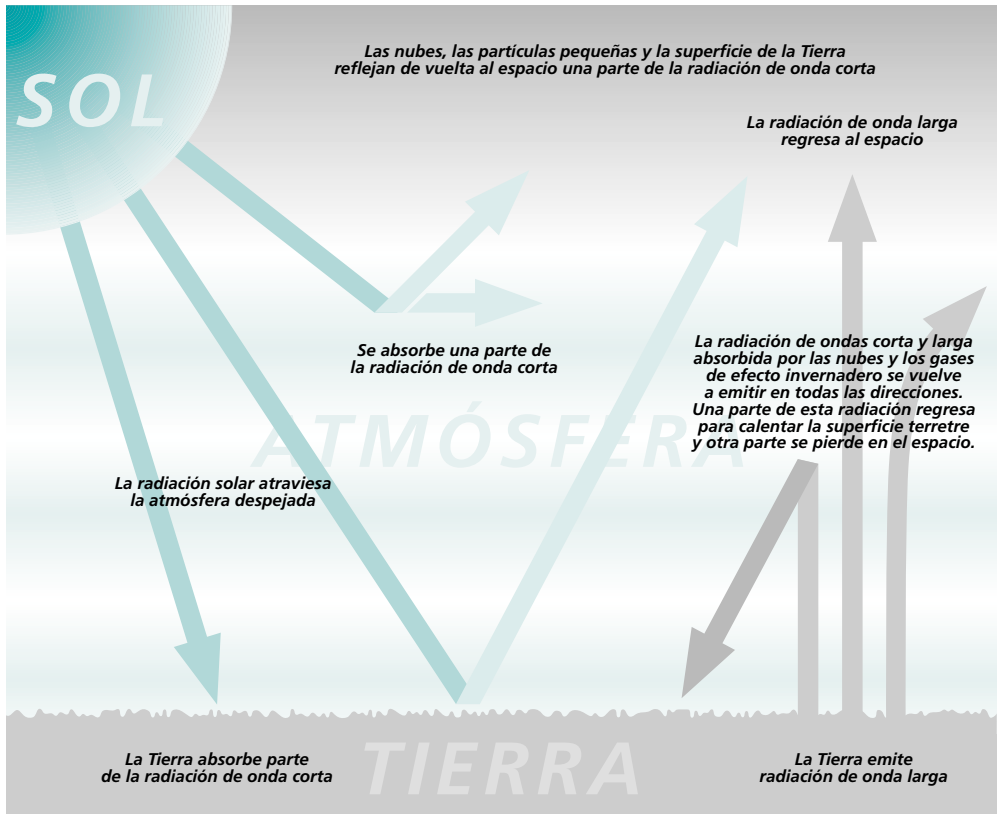 Las nubes, las partículas pequeñas y la superficie de la Tierra
reflejan de vuelta al espacio una parte de la radiación de onda corta
SOL
La radiación de onda larga
regresa al espacio
Se absorbe una parte de
la radiación de onda corta
La radiación de ondas corta y larga
absorbida por las nubes y los gases
de efecto invernadero se vuelve
a emitir en todas las direcciones.
Una parte de esta radiación regresa
para calentar la superficie terretre
y otra parte se pierde en el espacio.
ATMÓSFERA
La radiación solar atraviesa
la atmósfera despejada
La Tierra absorbe parte
de la radiación de onda corta
TIERRA
La Tierra emite
radiación de onda larga